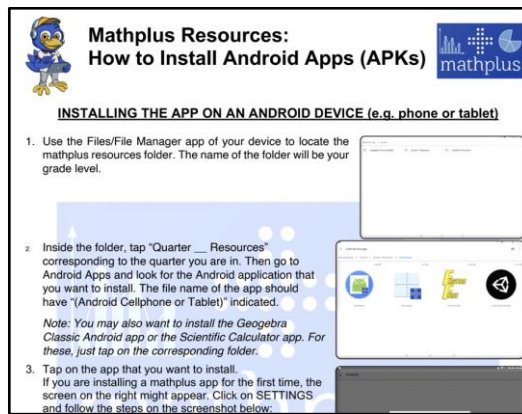 Mathplus Resources:
How to Install Android Apps (APKs)
mathplus
INSTALLING THE APP ON AN ANDROID DEVICE (e.g. phone or tablet)
1. Use the Files/File Manager app of your device to locate the
mathplus resources folder. The name of the folder will be your
grade level.
2. Inside the folder, tap “Quarter __ Resources”
corresponding to the quarter you are in. Then go to
Android Apps and look for the Android application that
you want to install. The file name of the app should
have “(Android Cellphone or Tablet)” indicated.
Note: You may also want to install the Geogebra
Classic Android app or the Scientific Calculator app. For
these, just tap on the corresponding folder.
3. Tap on the app that you want to install.
If you are installing a mathplus app for the first time, the
screen on the right might appear. Click on SETTINGS
and follow the steps on the screenshot below: